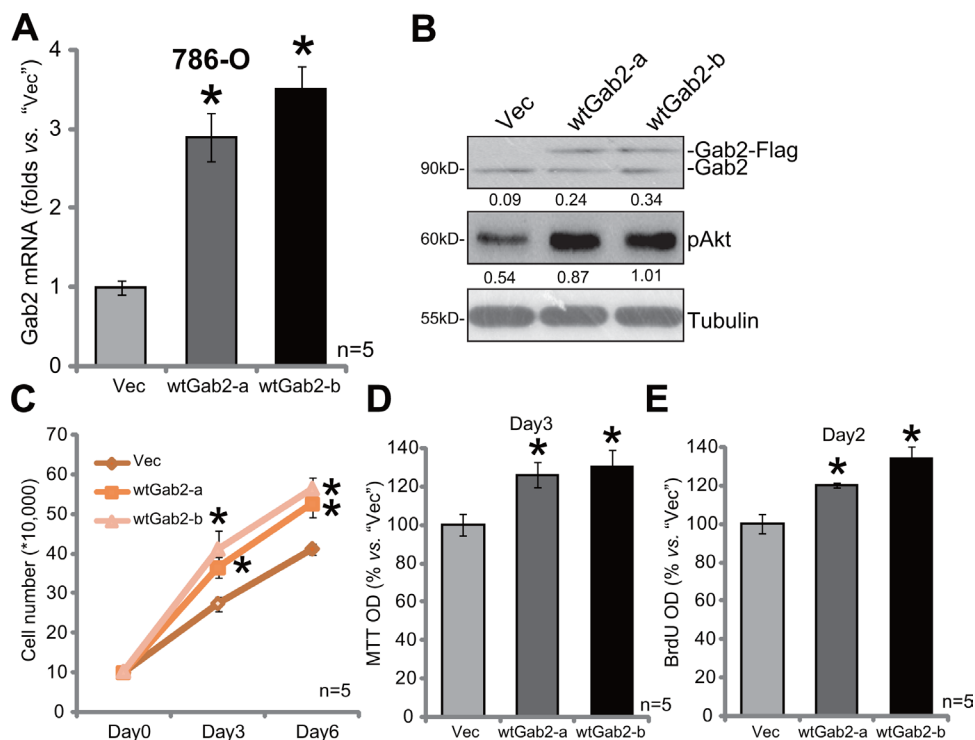 A
786-O
Gab2 mRNA (folds vs. “Vec”)
4
3
2
1
0
*
*
n=5
Vec wtGab2-a wtGab2-b
B
Vec wtGab2-a wtGab2-b
-Gab2-Flag
90kD- -Gab2
0.09 0.24 0.34
60kD- pAkt
0.54 0.87 1.01
55kD- Tubulin
C
Cell number (*10,000)
70
60
50
40
30
20
10
0
Vec
wtGab2-a
wtGab2-b
*
*
*
*
n=5
Day0 Day3 Day6
D
Day3
MTT OD (% vs. “Vec”)
140
120
100
80
60
40
20
0
*
*
n=5
Vec wtGab2-a wtGab2-b
E
Day2
BrdU OD (% vs. “Vec”)
140
120
100
80
60
40
20
0
*
*
n=5
Vec wtGab2-a wtGab2-b